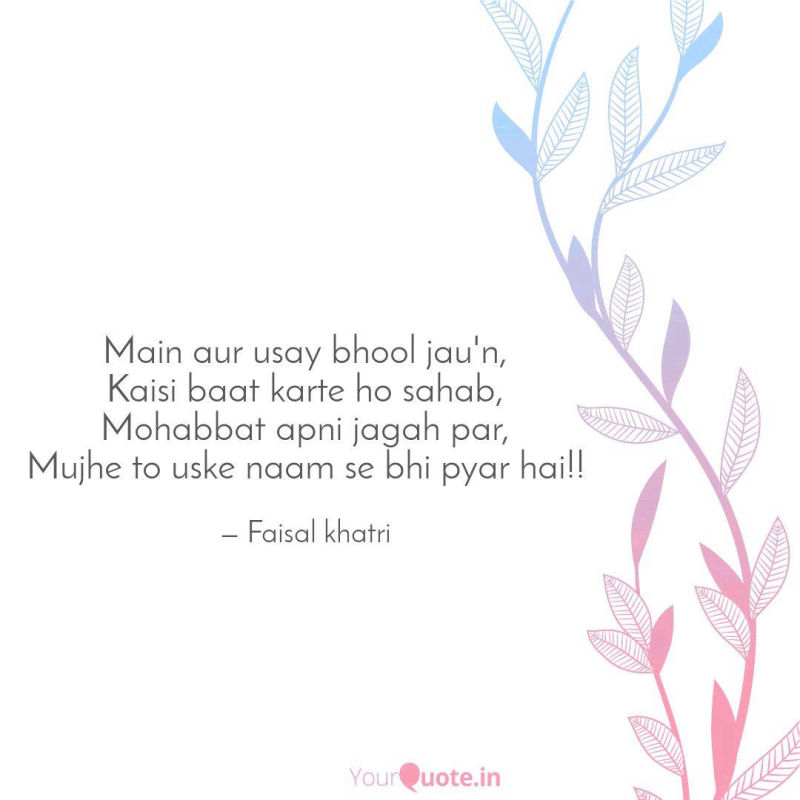 Main aur usay bhool jau'n,
Kaisi baat karte ho sahab,
Mohabbat apni jagah par,
Mujhe to uske naam se bhi pyar hai!!
– Faisal khatri
YourQuote.in